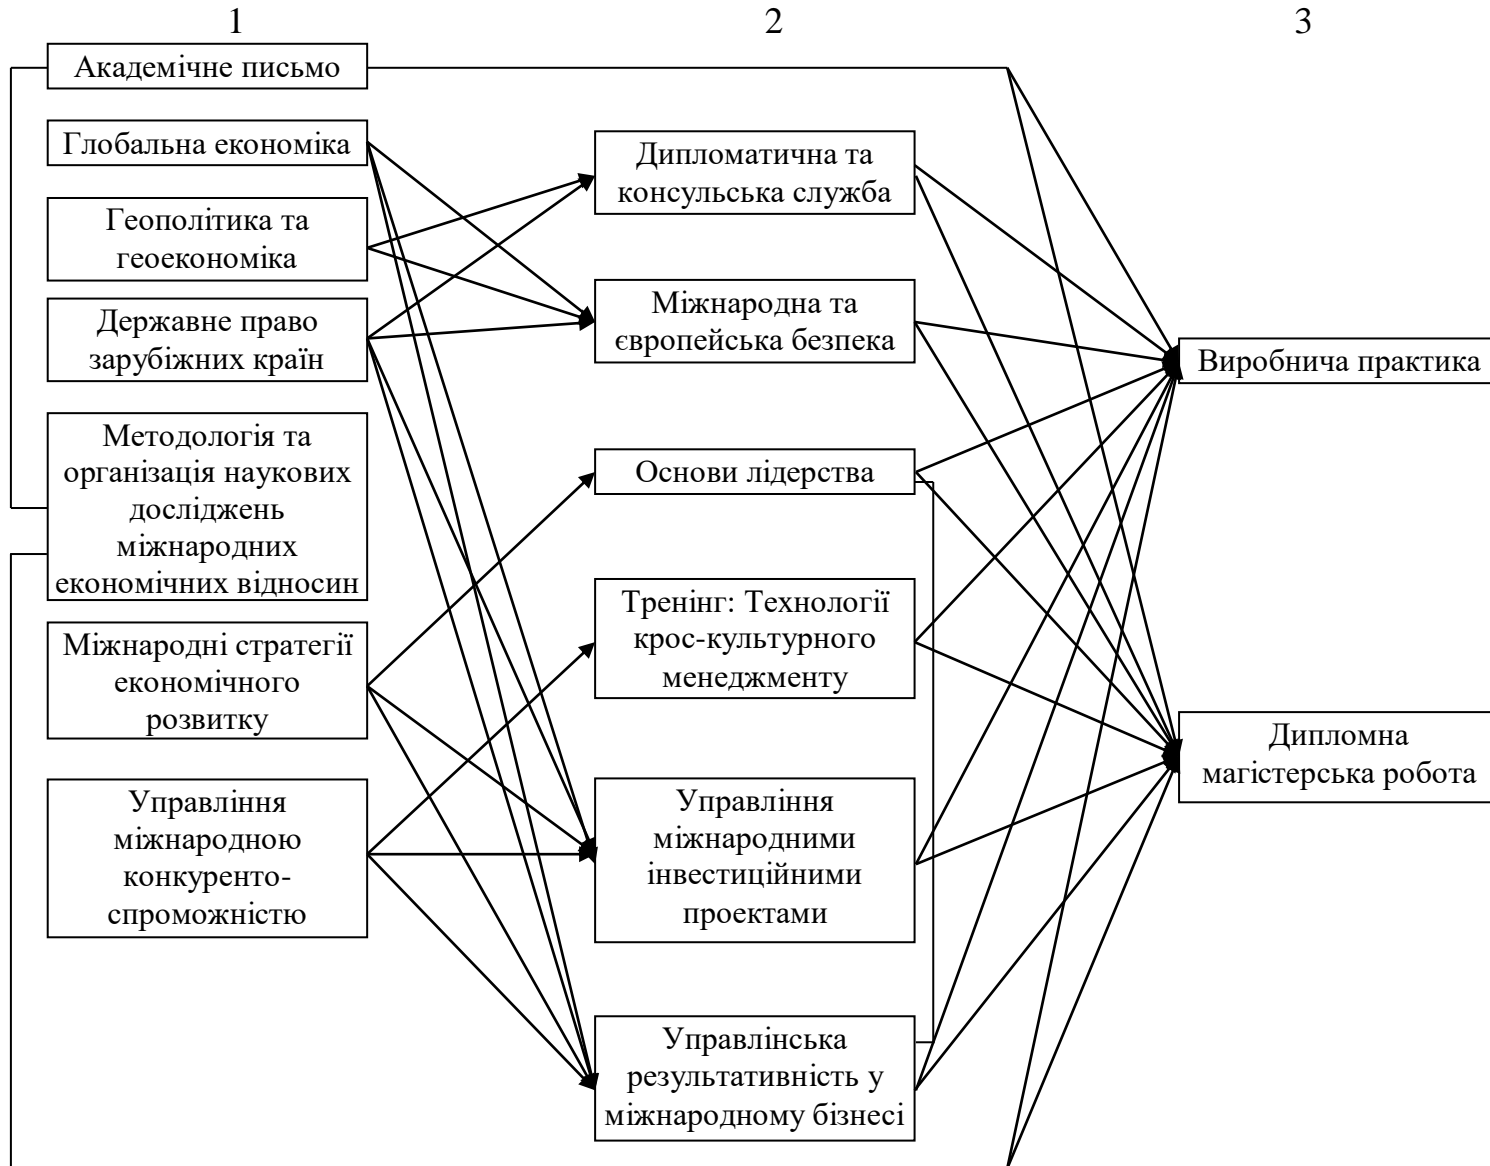 1
2
3
Академічне письмо
Глобальна економіка
Геополітика та
геоекономіка
Державне право
зарубіжних країн
Методологія та
організація наукових
досліджень
міжнародних
економічних відносин
Міжнародні стратегії
економічного
розвитку
Управління
міжнародною
конкуренто-
спроможністю
Дипломатична та
консульська служба
Міжнародна та
європейська безпека
Основи лідерства
Тренінг: Технології
крос-культурного
менеджменту
Управління
міжнародними
інвестиційними
проектами
Управлінська
результативність у
міжнародному бізнесі
Виробнича практика
Дипломна
магістерська робота